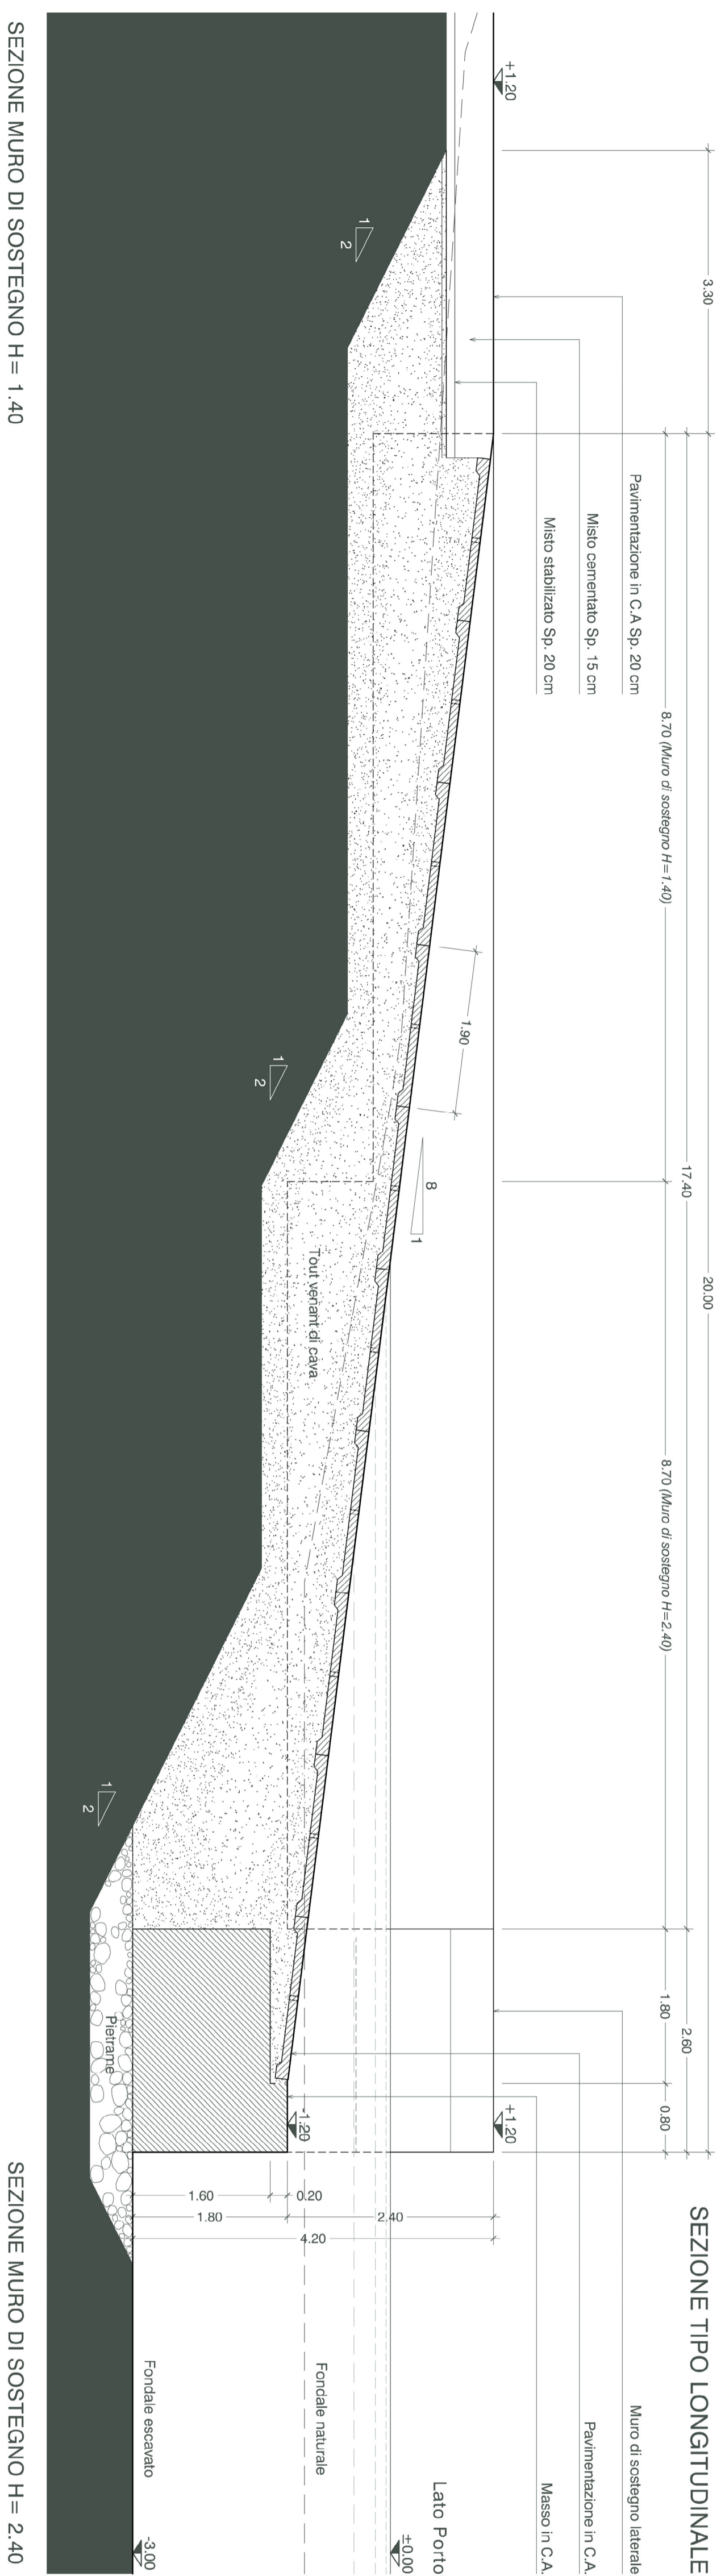 SEZIONE TIPO LONGITUDINALE
3.30
20.00
17.40
2.60
8.70 (Muro di sostegno H=1.40)
8.70 (Muro di sostegno H=2.40)
1.80
0.80
Pavimentazione in C.A Sp. 20 cm
Misto cementato Sp. 15 cm
Misto stabilizato Sp. 20 cm
Muro di sostegno laterale
Pavimentazione in C.A.
Masso in C.A.
+1.20
+1.20
1.90
8
1
Lato Porto
±0.00
1
2
1
2
Tout venant di cava
-1.20
0.20
1.60
2.40
1.80
4.20
Fondale naturale
1
2
Pietrame
Fondale escavato
-3.00
SEZIONE MURO DI SOSTEGNO H= 1.40
SEZIONE MURO DI SOSTEGNO H= 2.40